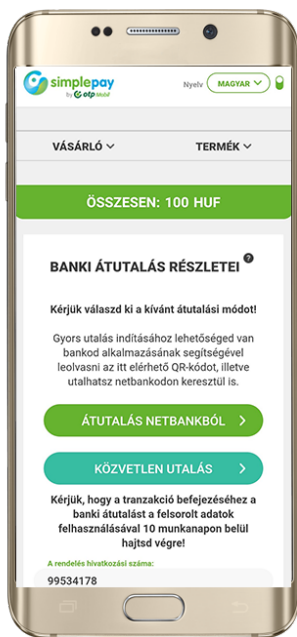 simplepay
by otp Mobil
Nyelv MAGYAR
VÁSÁRLÓ TERMÉK
ÖSSZESEN: 100 HUF
BANKI ÁTUTALÁS RÉSZLETEI ?
Kérjük válaszd ki a kívánt átutalási módot!
Gyors utalás indításához lehetőséged van
bankod alkalmazásának segítségével
leolvasni az itt elérhető QR-kódot, illetve
utalhatsz netbankodon keresztül is.
ÁTUTALÁS NETBANKBÓL
KÖZVETLEN UTALÁS
Kérjük, hogy a tranzakció befejezéséhez a
banki átutalást a felsorolt adatok
felhasználásával 10 munkanapon belül
hajtsd végre!
A rendelés hivatkozási száma:
99534178